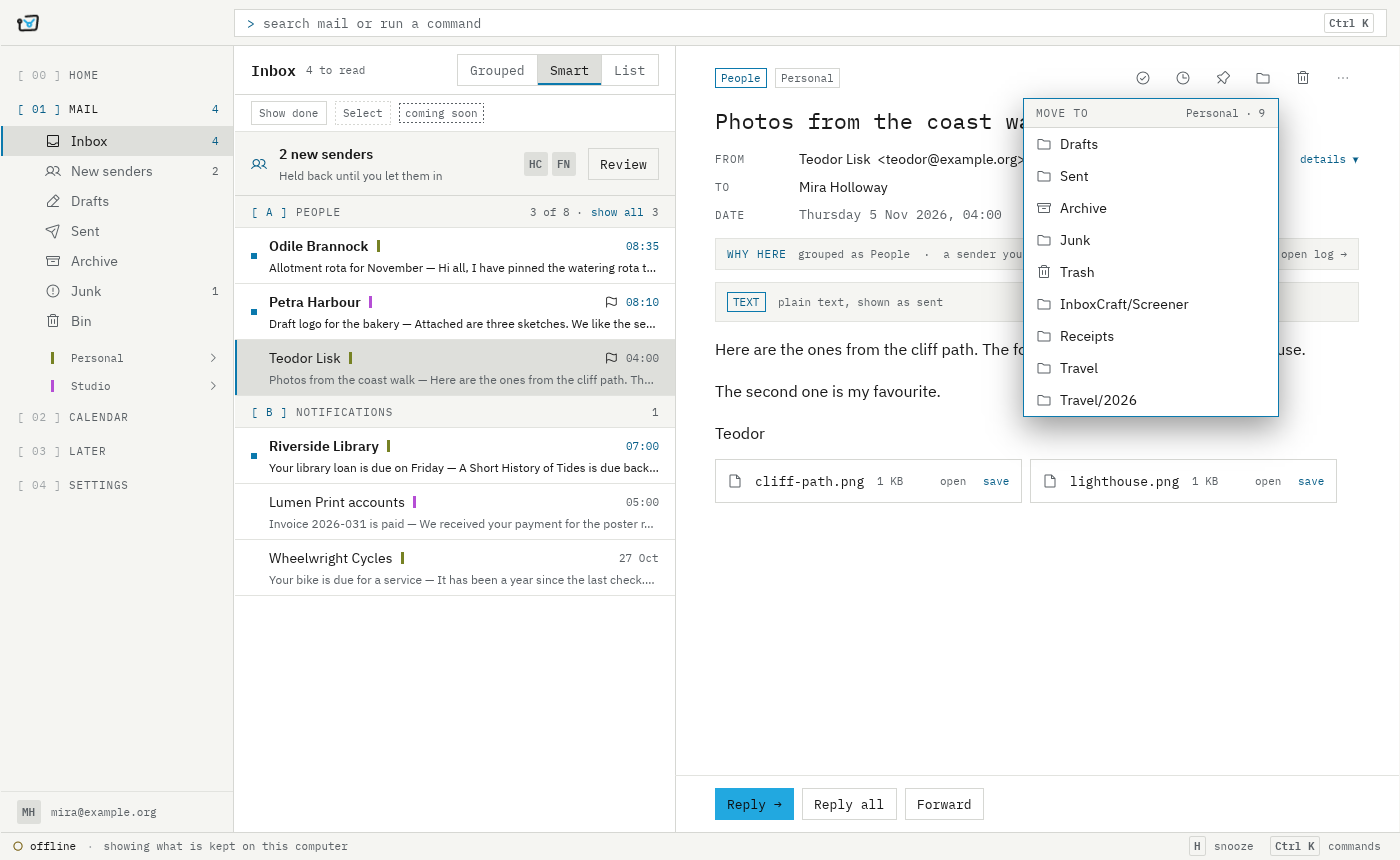 > search mail or run a command Ctrl K
[ 00 ] HOME
[ 01 ] MAIL 4
Inbox 4
New senders 2
Drafts
Sent
Archive
Junk 1
Bin
Personal
Studio
[ 02 ] CALENDAR
[ 03 ] LATER
[ 04 ] SETTINGS
MH mira@example.org
Inbox 4 to read Grouped Smart List
Show done Select coming soon
2 new senders
Held back until you let them in
HC FN Review
[ A ] PEOPLE 3 of 8 · show all 3
Odile Brannock 08:35
Allotment rota for November — Hi all, I have pinned the watering rota t…
Petra Harbour 08:10
Draft logo for the bakery — Attached are three sketches. We like the se…
Teodor Lisk 04:00
Photos from the coast walk — Here are the ones from the cliff path. Th…
[ B ] NOTIFICATIONS 1
Riverside Library 07:00
Your library loan is due on Friday — A Short History of Tides is due back…
Lumen Print accounts 05:00
Invoice 2026-031 is paid — We received your payment for the poster r…
Wheelwright Cycles 27 Oct
Your bike is due for a service — It has been a year since the last check.…
People Personal
Photos from the coast
FROM Teodor Lisk <teodor@example.org> details ▾
TO Mira Holloway
DATE Thursday 5 Nov 2026, 04:00
WHY HERE grouped as People · a sender you open log →
TEXT plain text, shown as sent
Here are the ones from the cliff path. The
The second one is my favourite.
Teodor
cliff-path.png 1 KB open save
lighthouse.png 1 KB open save
MOVE TO Personal · 9
Drafts
Sent
Archive
Junk
Trash
InboxCraft/Screener
Receipts
Travel
Travel/2026
Reply → Reply all Forward
offline · showing what is kept on this computer H snooze Ctrl K commands